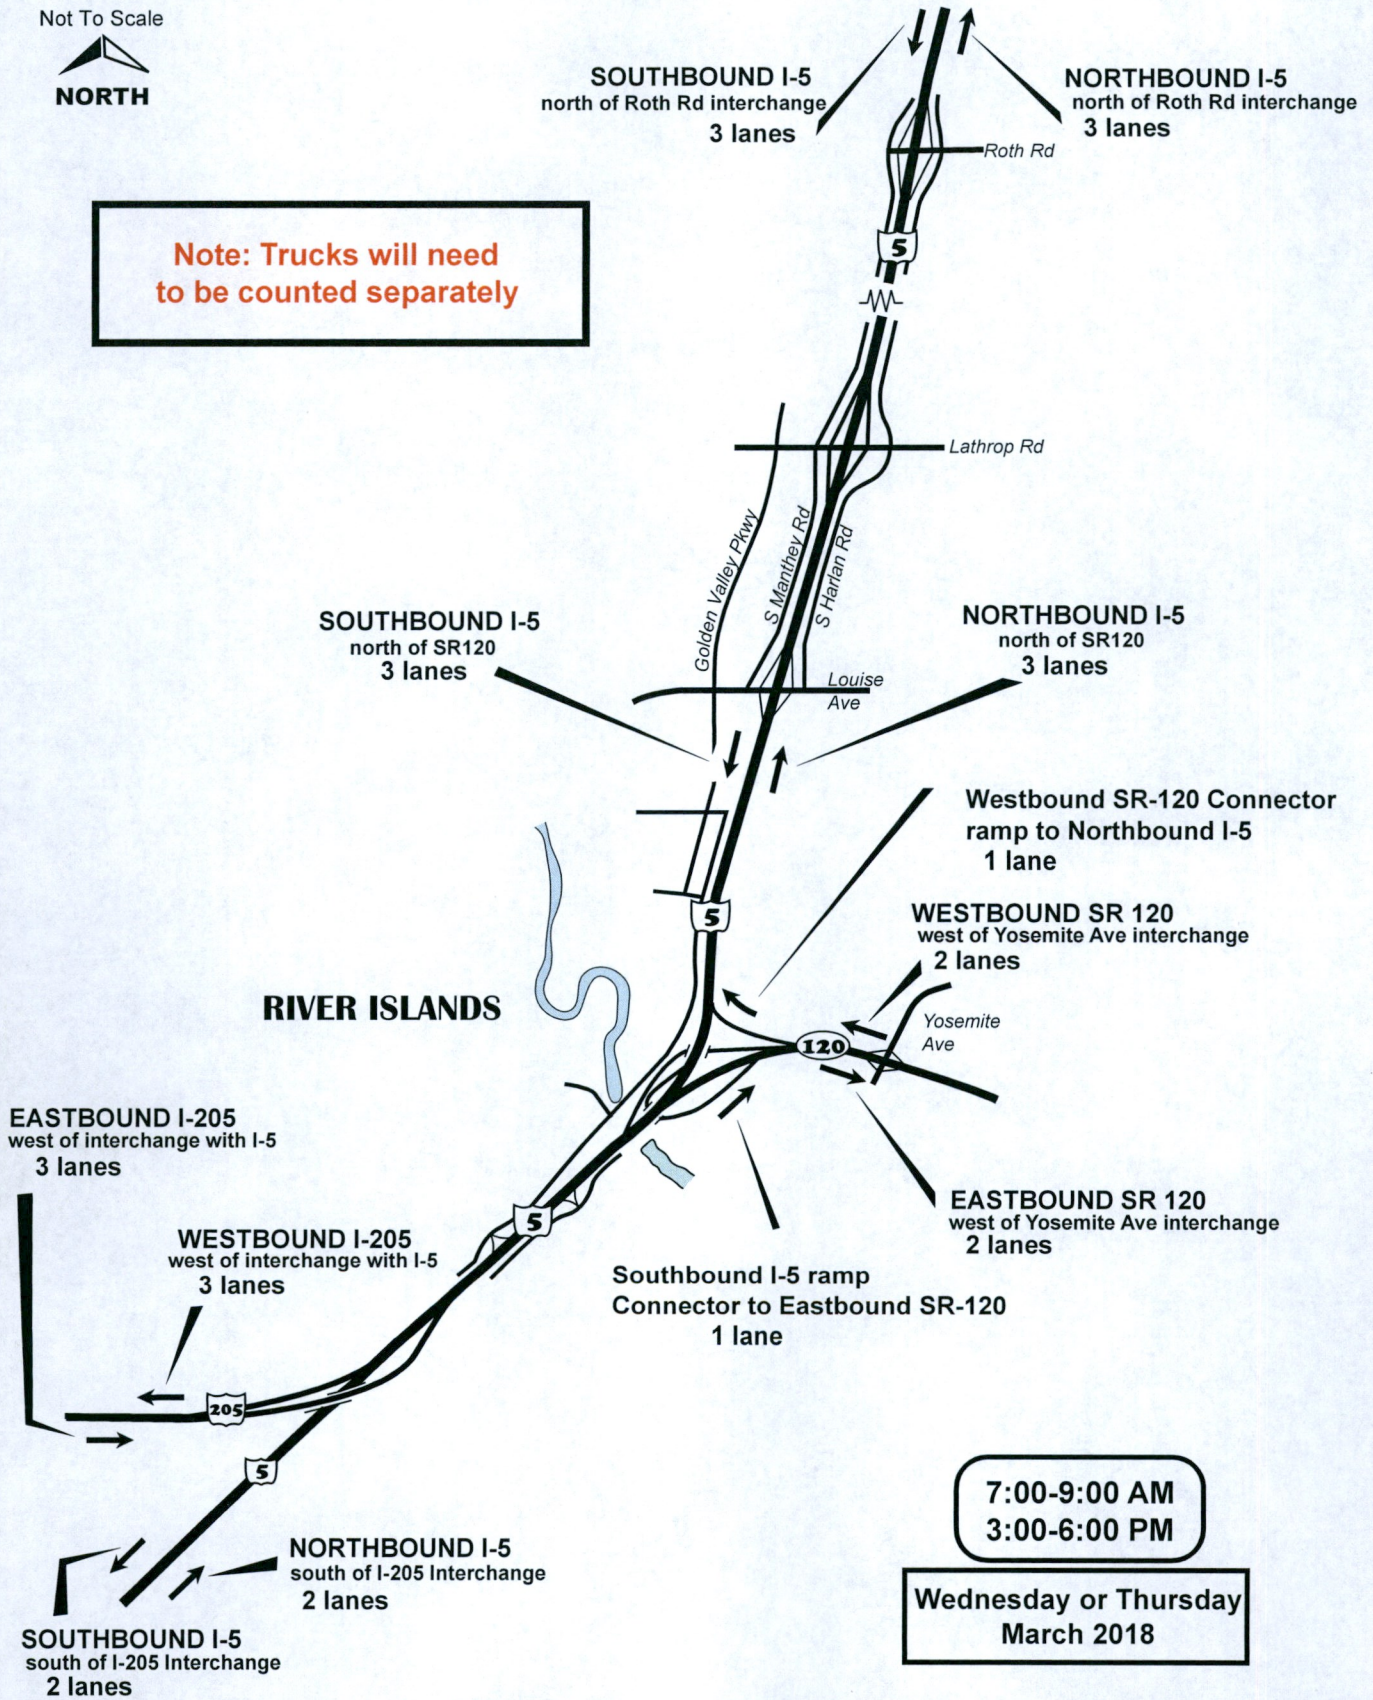 Not To Scale
NORTH
SOUTHBOUND I-5
north of Roth Rd interchange
3 lanes
NORTHBOUND I-5
north of Roth Rd interchange
3 lanes
Roth Rd
Note: Trucks will need
to be counted separately
5
Lathrop Rd
Golden Valley Pkwy
S Manthey Rd
S Harlan Rd
SOUTHBOUND I-5
north of SR120
3 lanes
NORTHBOUND I-5
north of SR120
3 lanes
Louise
Ave
Westbound SR-120 Connector
ramp to Northbound I-5
1 lane
5
WESTBOUND SR 120
west of Yosemite Ave interchange
2 lanes
RIVER ISLANDS
Yosemite
Ave
120
EASTBOUND I-205
west of interchange with I-5
3 lanes
EASTBOUND SR 120
west of Yosemite Ave interchange
2 lanes
5
WESTBOUND I-205
west of interchange with I-5
3 lanes
Southbound I-5 ramp
Connector to Eastbound SR-120
1 lane
205
5
7:00-9:00 AM
3:00-6:00 PM
NORTHBOUND I-5
south of I-205 Interchange
2 lanes
Wednesday or Thursday
March 2018
SOUTHBOUND I-5
south of I-205 Interchange
2 lanes